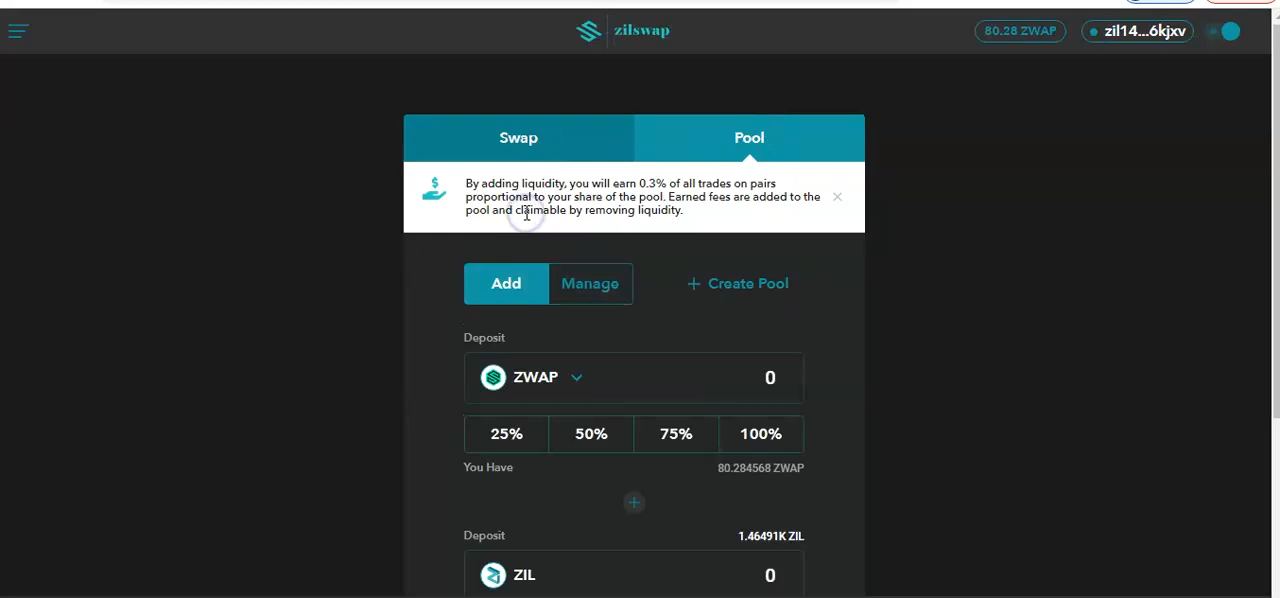 zilswap
80.28 ZWAP
zil14...6kjxv
Swap
Pool
By adding liquidity, you will earn 0.3% of all trades on pairs
proportional to your share of the pool. Earned fees are added to the
pool and claimable by removing liquidity.
Add
Manage
+ Create Pool
Deposit
ZWAP
0
25%
50%
75%
100%
You Have
80.284568 ZWAP
Deposit
1.46491K ZIL
ZIL
0